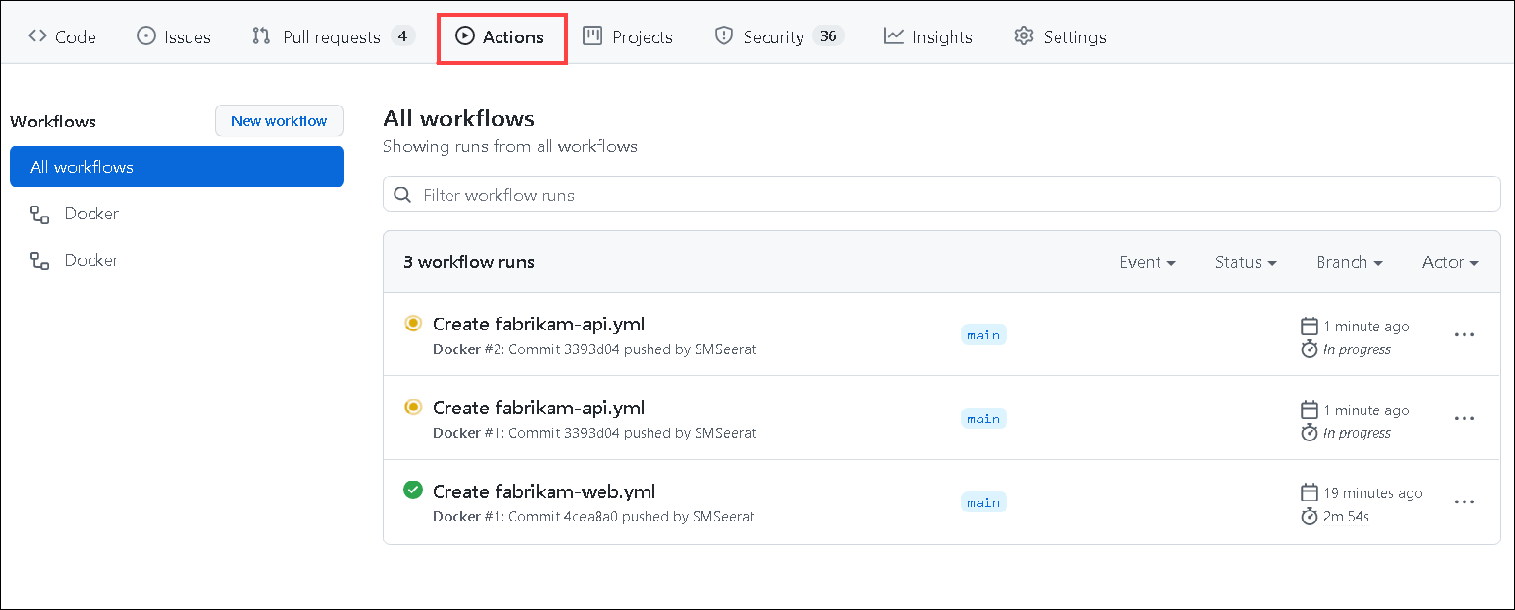 Code Issues Pull requests 4 Actions Projects Security 36 Insights Settings
Workflows New workflow
All workflows
Docker
Docker
All workflows
Showing runs from all workflows
Filter workflow runs
3 workflow runs Event Status Branch Actor
Create fabrikam-api.yml main 1 minute ago
Docker #2: Commit 3393d04 pushed by SMSeerat In progress
Create fabrikam-api.yml main 1 minute ago
Docker #1: Commit 3393d04 pushed by SMSeerat In progress
Create fabrikam-web.yml main 19 minutes ago
Docker #1: Commit 4cea8a0 pushed by SMSeerat 2m 54s